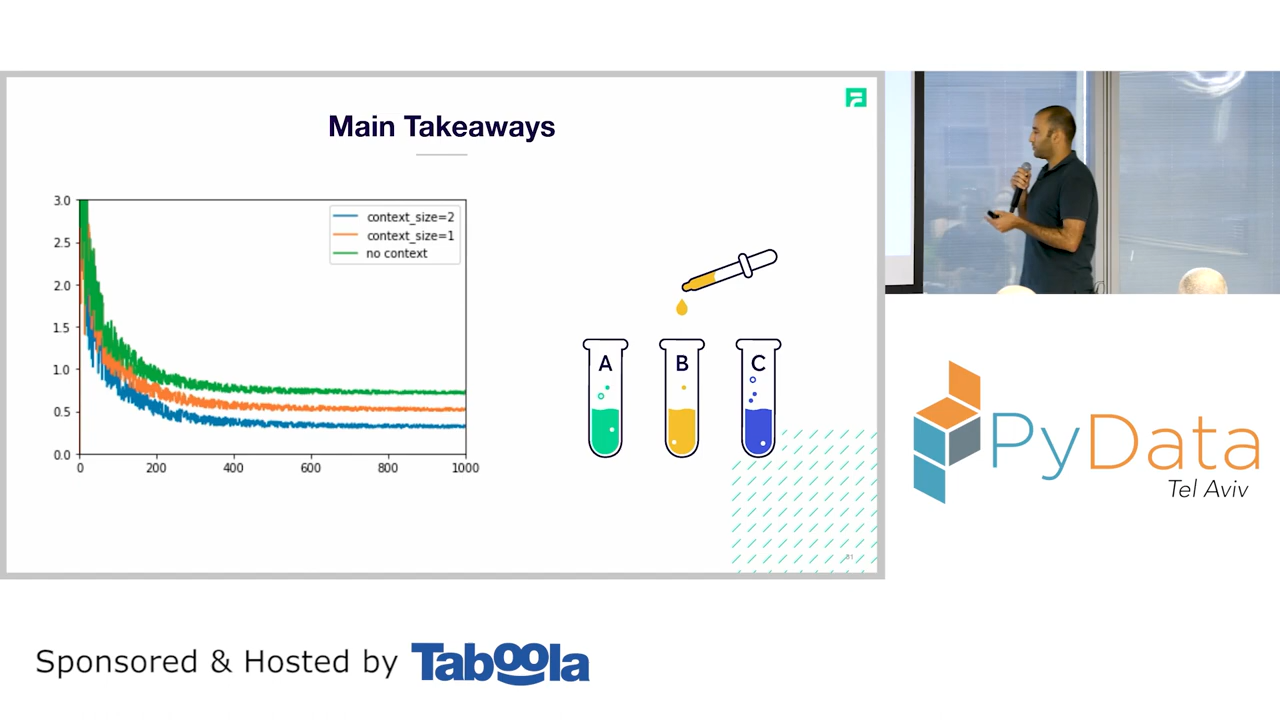 Main Takeaways
3.0
2.5
2.0
1.5
1.0
0.5
0.0
0
200
400
600
800
1000
context_size=2
context_size=1
no context
A
B
C
PyData
Tel Aviv
Sponsored & Hosted by Taboola